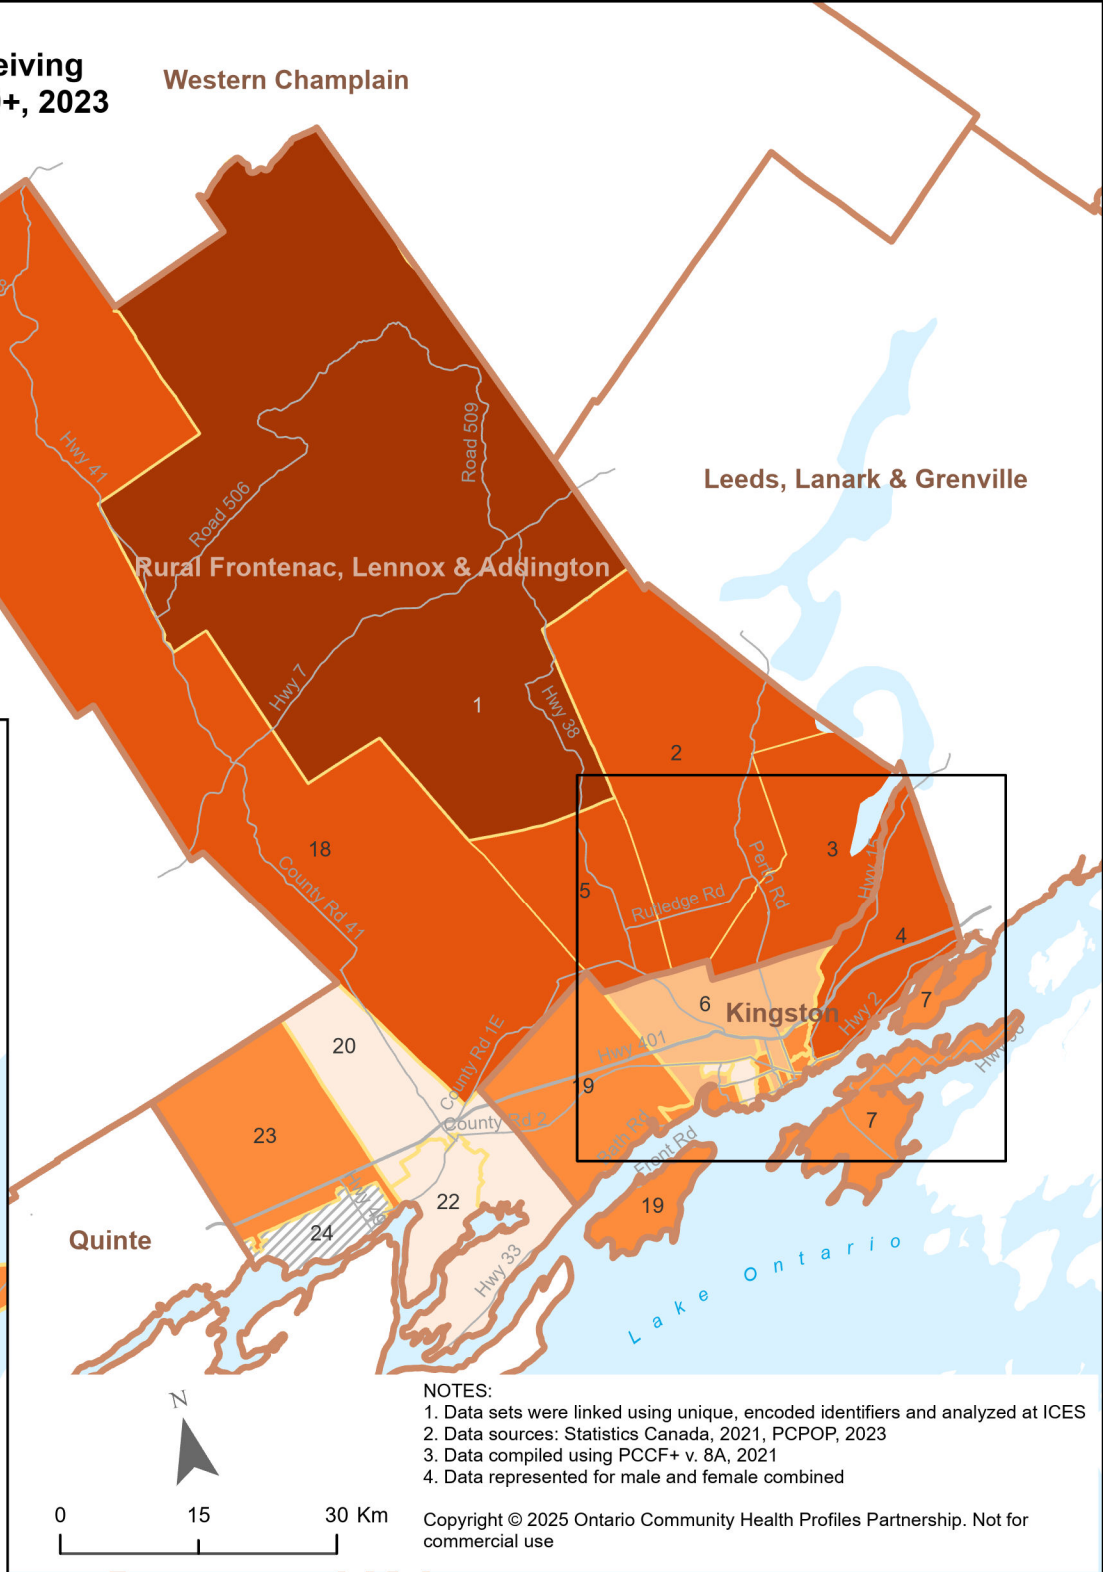 eiving
+, 2023
Western Champlain
Hwy 41
Road 509
Road 506
Leeds, Lanark & Grenville
Rural Frontenac, Lennox & Addington
Hwy 7
1
Hwy 38
2
18
County Rd 41
5
Rutledge Rd
Perth Rd
3
Hwy 15
4
6
Kingston
7
Hwy 2
20
County Rd 1E
Hwy 401
19
County Rd 2
Bath Rd
Front Rd
7
23
Quinte
24
22
19
Hwy 33
Lake Ontario
N
0 15 30 Km
NOTES:
1. Data sets were linked using unique, encoded identifiers and analyzed at ICES
2. Data sources: Statistics Canada, 2021, PCPOP, 2023
3. Data compiled using PCCF+ v. 8A, 2021
4. Data represented for male and female combined
Copyright © 2025 Ontario Community Health Profiles Partnership. Not for
commercial use